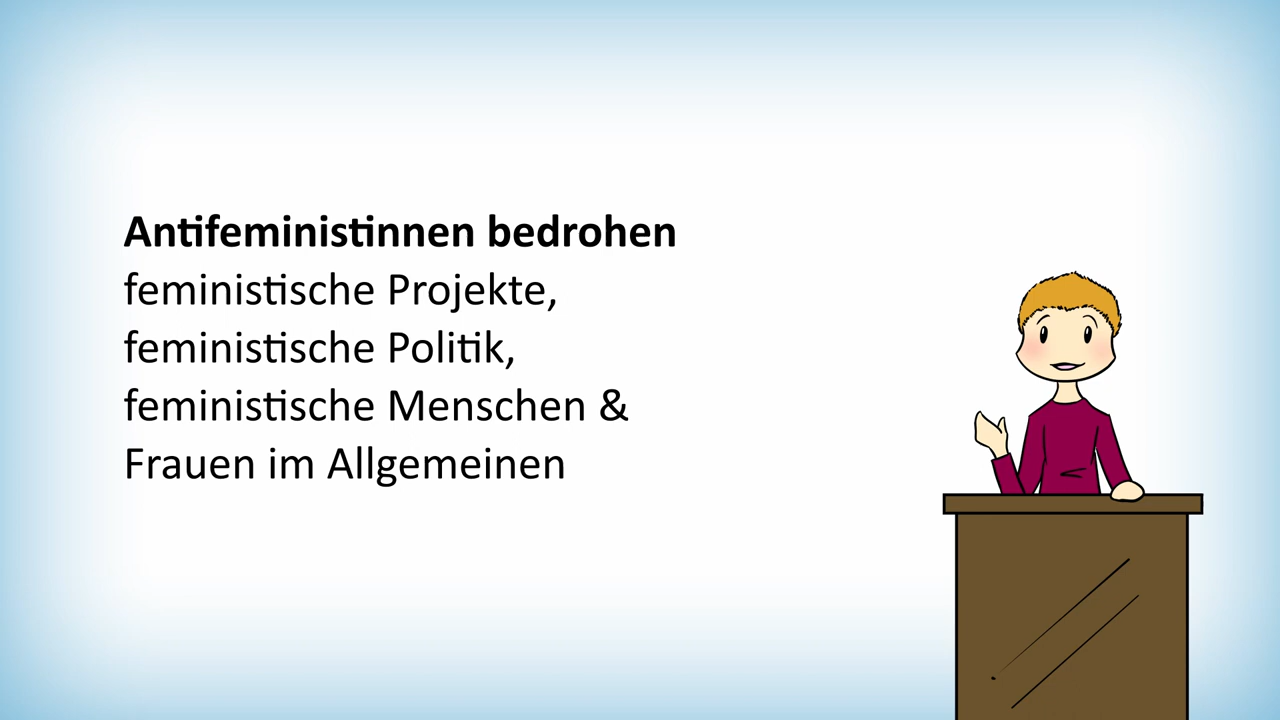 Antifeministinnen bedrohen
feministische Projekte,
feministische Politik,
feministische Menschen &
Frauen im Allgemeinen